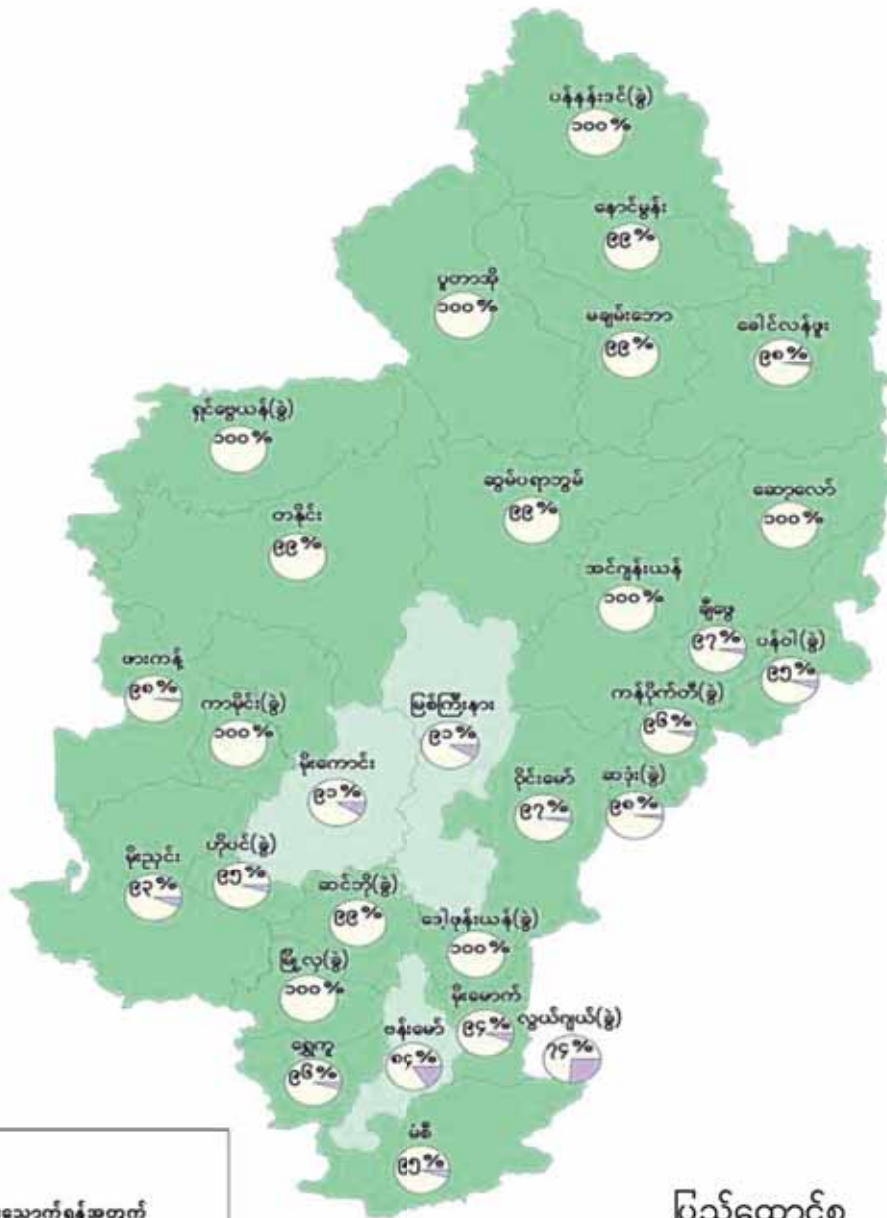 ပန်နန်းဒင်(ခွဲ)
၁၀၀%
နောင်မွန်း
၉၉%
ပူတာအို
၁၀၀%
မချမ်းဘော
၉၉%
ခေါင်လန်ဖူး
၉၈%
ရှင်ဗွေယန်(ခွဲ)
၁၀၀%
ဆွမ်ပရာဘွမ်
၉၉%
ဆော့လော်
၁၀၀%
တနိုင်း
၉၉%
အင်ဂျန်းယန်
၁၀၀%
ချီဖွေ
၉၇%
ပန်ဝါ(ခွဲ)
၉၅%
ဖားကန့်
၉၈%
ကာမိုင်း(ခွဲ)
၁၀၀%
မြစ်ကြီးနား
၉၁%
ကန်ပိုက်တီ(ခွဲ)
၉၆%
မိုးကောင်း
၉၁%
ဝိုင်းမော်
၉၇%
ဆဒုံး(ခွဲ)
၉၈%
မိုးညှင်း
၉၃%
ဟိုပင်(ခွဲ)
၉၅%
ဆင်ဘို(ခွဲ)
၉၉%
ဒေါ့ဖုန်းယန်(ခွဲ)
၁၀၀%
မြို့လှ(ခွဲ)
၁၀၀%
မိုးမောက်
၉၄%
လွယ်ဂျယ်(ခွဲ)
၇၄%
ရွှေကူ
၉၆%
ဗန်းမော်
၈၄%
မံစီ
၉၅%